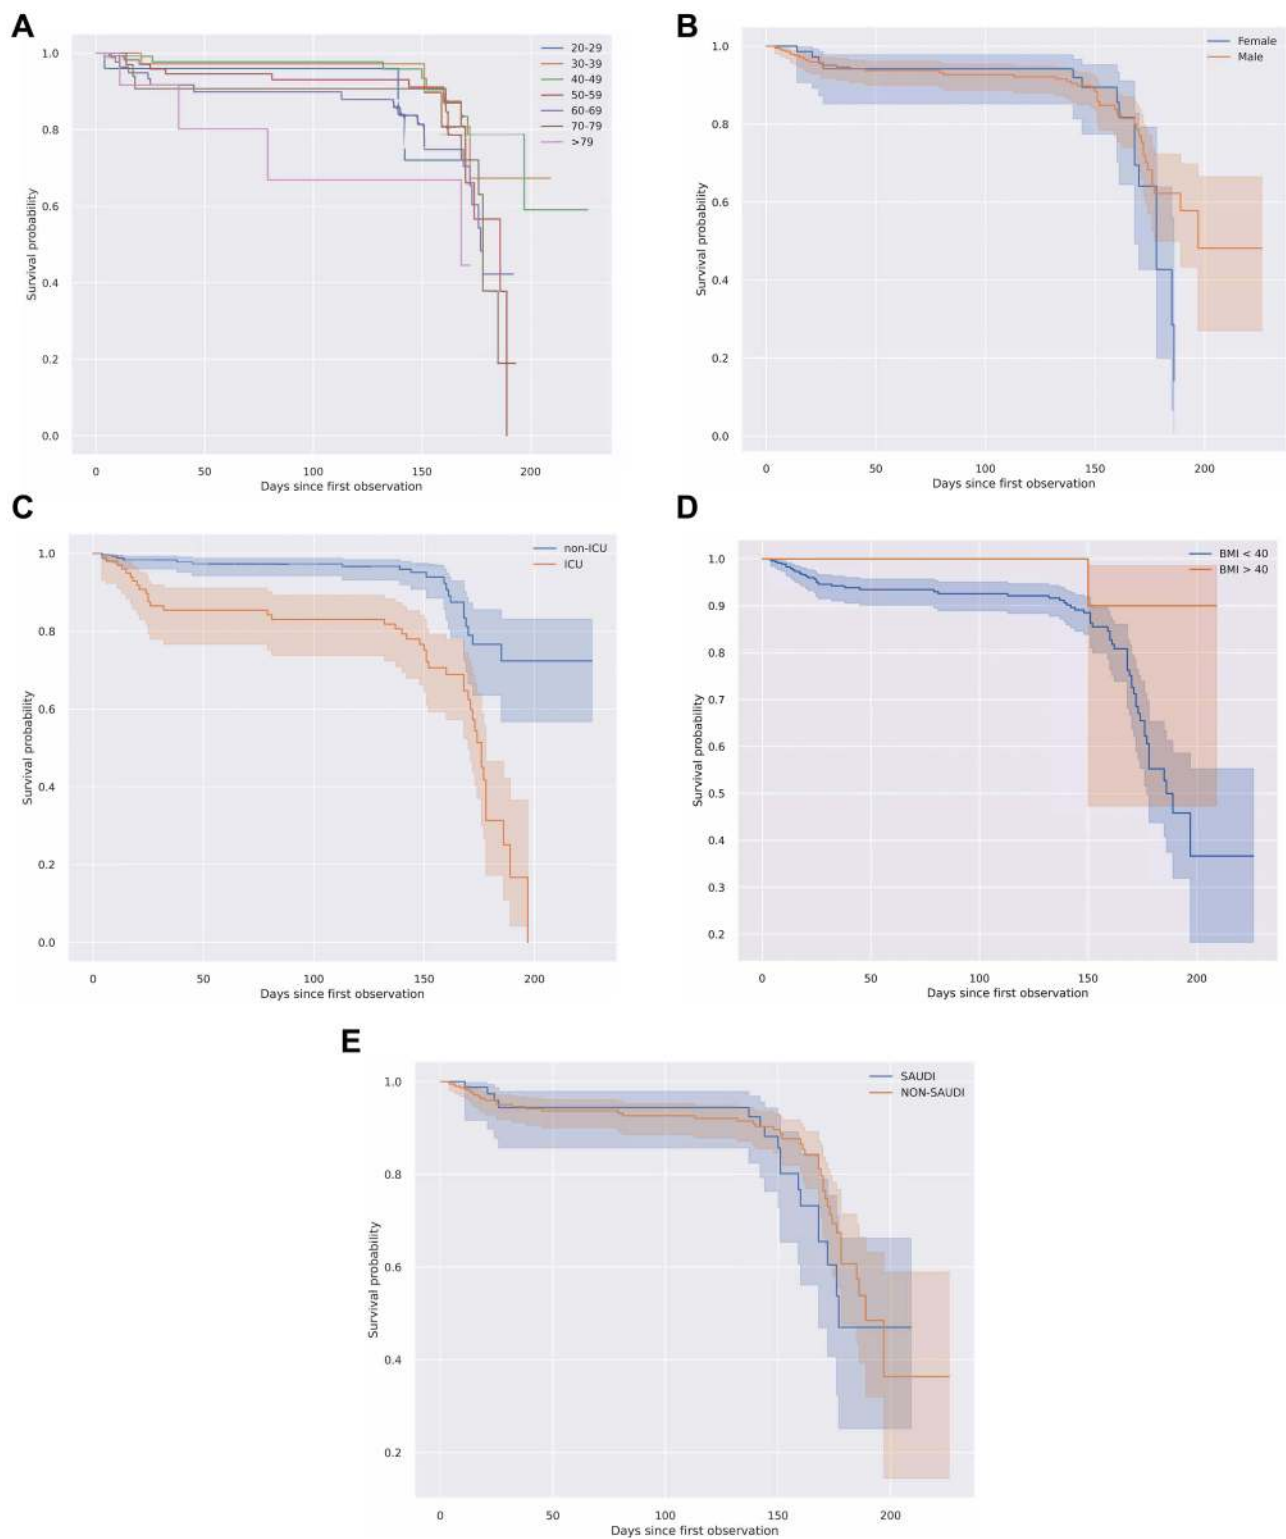 A
1.0
0.8
0.6
0.4
0.2
0.0
Survival probability
20-29
30-39
40-49
50-59
60-69
70-79
>79
0 50 100 150 200
Days since first observation
B
1.0
0.8
0.6
0.4
0.2
0.0
Survival probability
Female
Male
0 50 100 150 200
Days since first observation
C
1.0
0.8
0.6
0.4
0.2
0.0
Survival probability
non-ICU
ICU
0 50 100 150 200
Days since first observation
D
1.0
0.9
0.8
0.7
0.6
0.5
0.4
0.3
0.2
Survival probability
BMI < 40
BMI > 40
0 50 100 150 200
Days since first observation
E
1.0
0.8
0.6
0.4
0.2
Survival probability
SAUDI
NON-SAUDI
0 50 100 150 200
Days since first observation